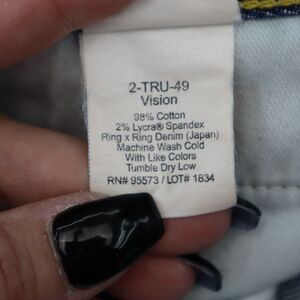 2-TRU-49
Vision
98% Cotton
2% Lycra® Spandex
Ring x Ring Denim (Japan)
Machine Wash Cold
With Like Colors
Tumble Dry Low
RN# 95573 / LOT# 1834